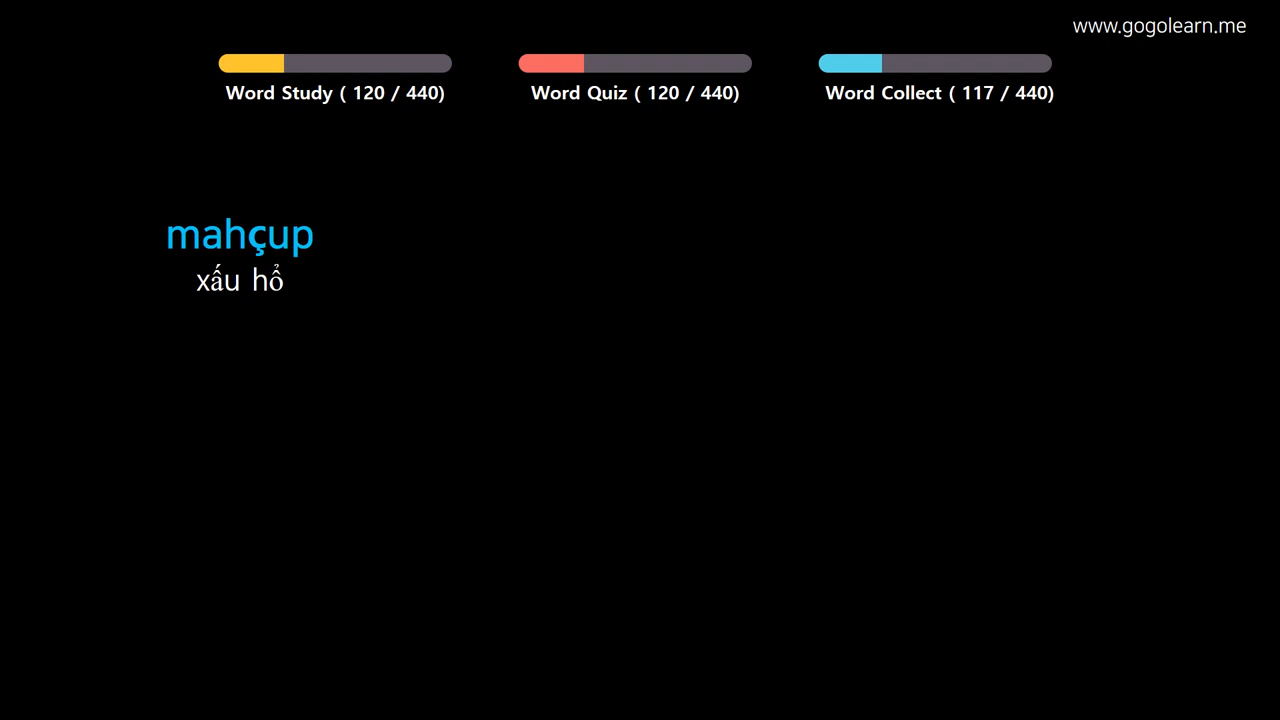 www.gogolearn.me
Word Study ( 120 / 440)
Word Quiz ( 120 / 440)
Word Collect ( 117 / 440)
mahçup
xấu hổ